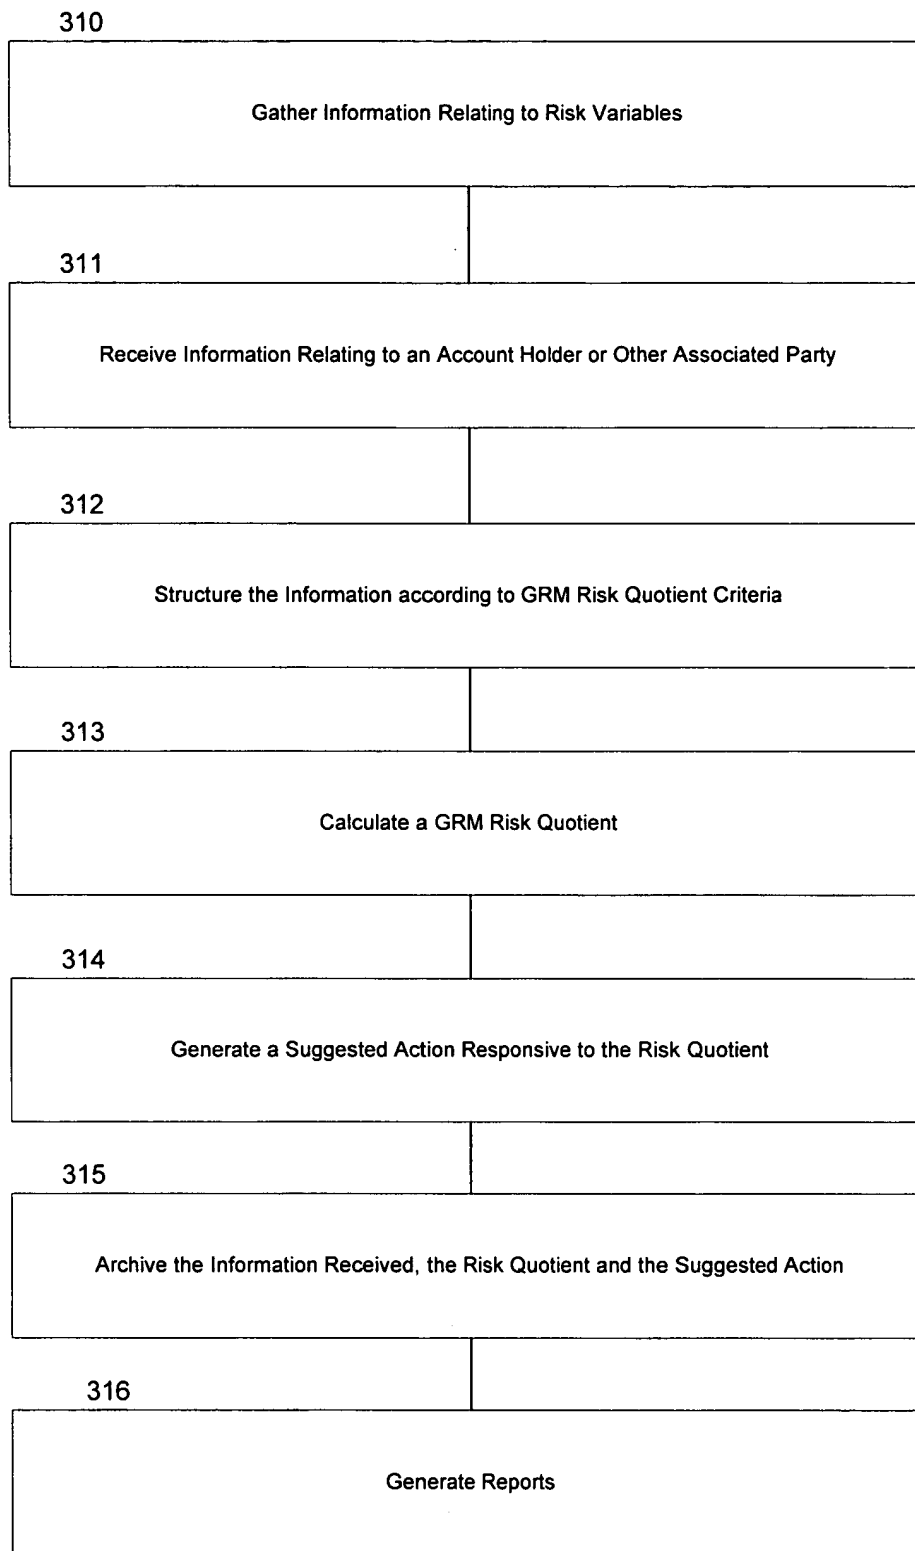 310
Gather Information Relating to Risk Variables
311
Receive Information Relating to an Account Holder or Other Associated Party
312
Structure the Information according to GRM Risk Quotient Criteria
313
Calculate a GRM Risk Quotient
314
Generate a Suggested Action Responsive to the Risk Quotient
315
Archive the Information Received, the Risk Quotient and the Suggested Action
316
Generate Reports